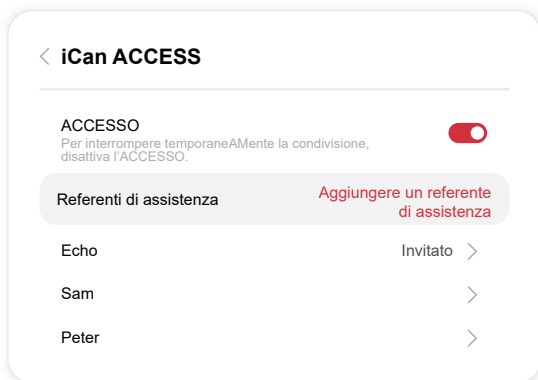 iCan ACCESS
ACCESSO
Per interrompere temporaneAMente la condivisione,
disattiva l'ACCESSO.
Referenti di assistenza
Aggiungere un referente
di assistenza
Echo Invitato
Sam
Peter